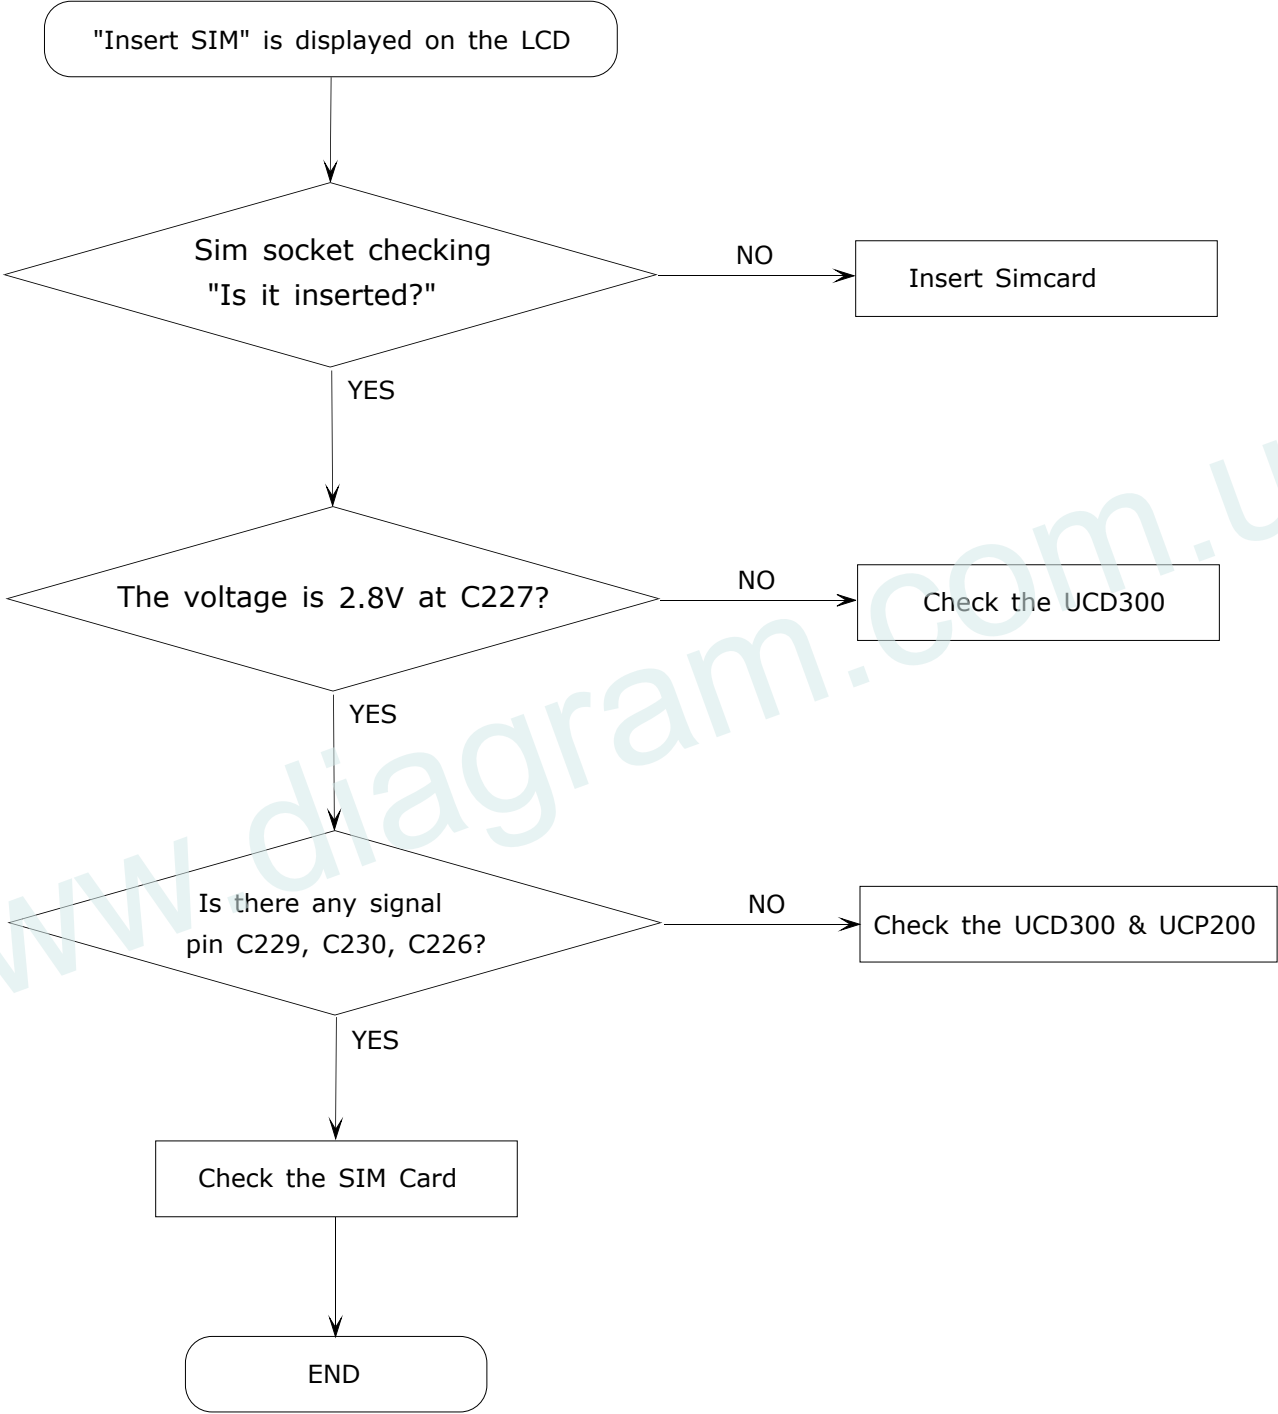 "Insert SIM" is displayed on the LCD
Sim socket checking
"Is it inserted?"
NO
Insert Simcard
YES
The voltage is 2.8V at C227?
NO
Check the UCD300
YES
Is there any signal
pin C229, C230, C226?
NO
Check the UCD300 & UCP200
YES
Check the SIM Card
END
ww.diagram.com.u